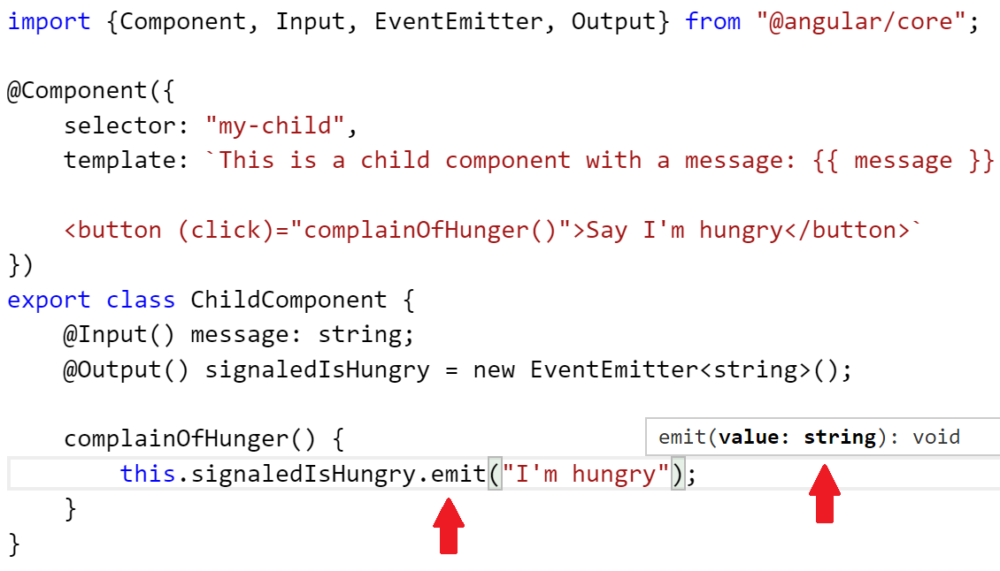 import {Component, Input, EventEmitter, Output} from "@angular/core";
@Component({
selector: "my-child",
template: `This is a child component with a message: {{ message }}
<button (click)="complainOfHunger()">Say I'm hungry</button>`
})
export class ChildComponent {
@Input() message: string;
@Output() signaledIsHungry = new EventEmitter<string>();
complainOfHunger() {
emit(value: string): void
this.signaledIsHungry.emit("I'm hungry");
}
}